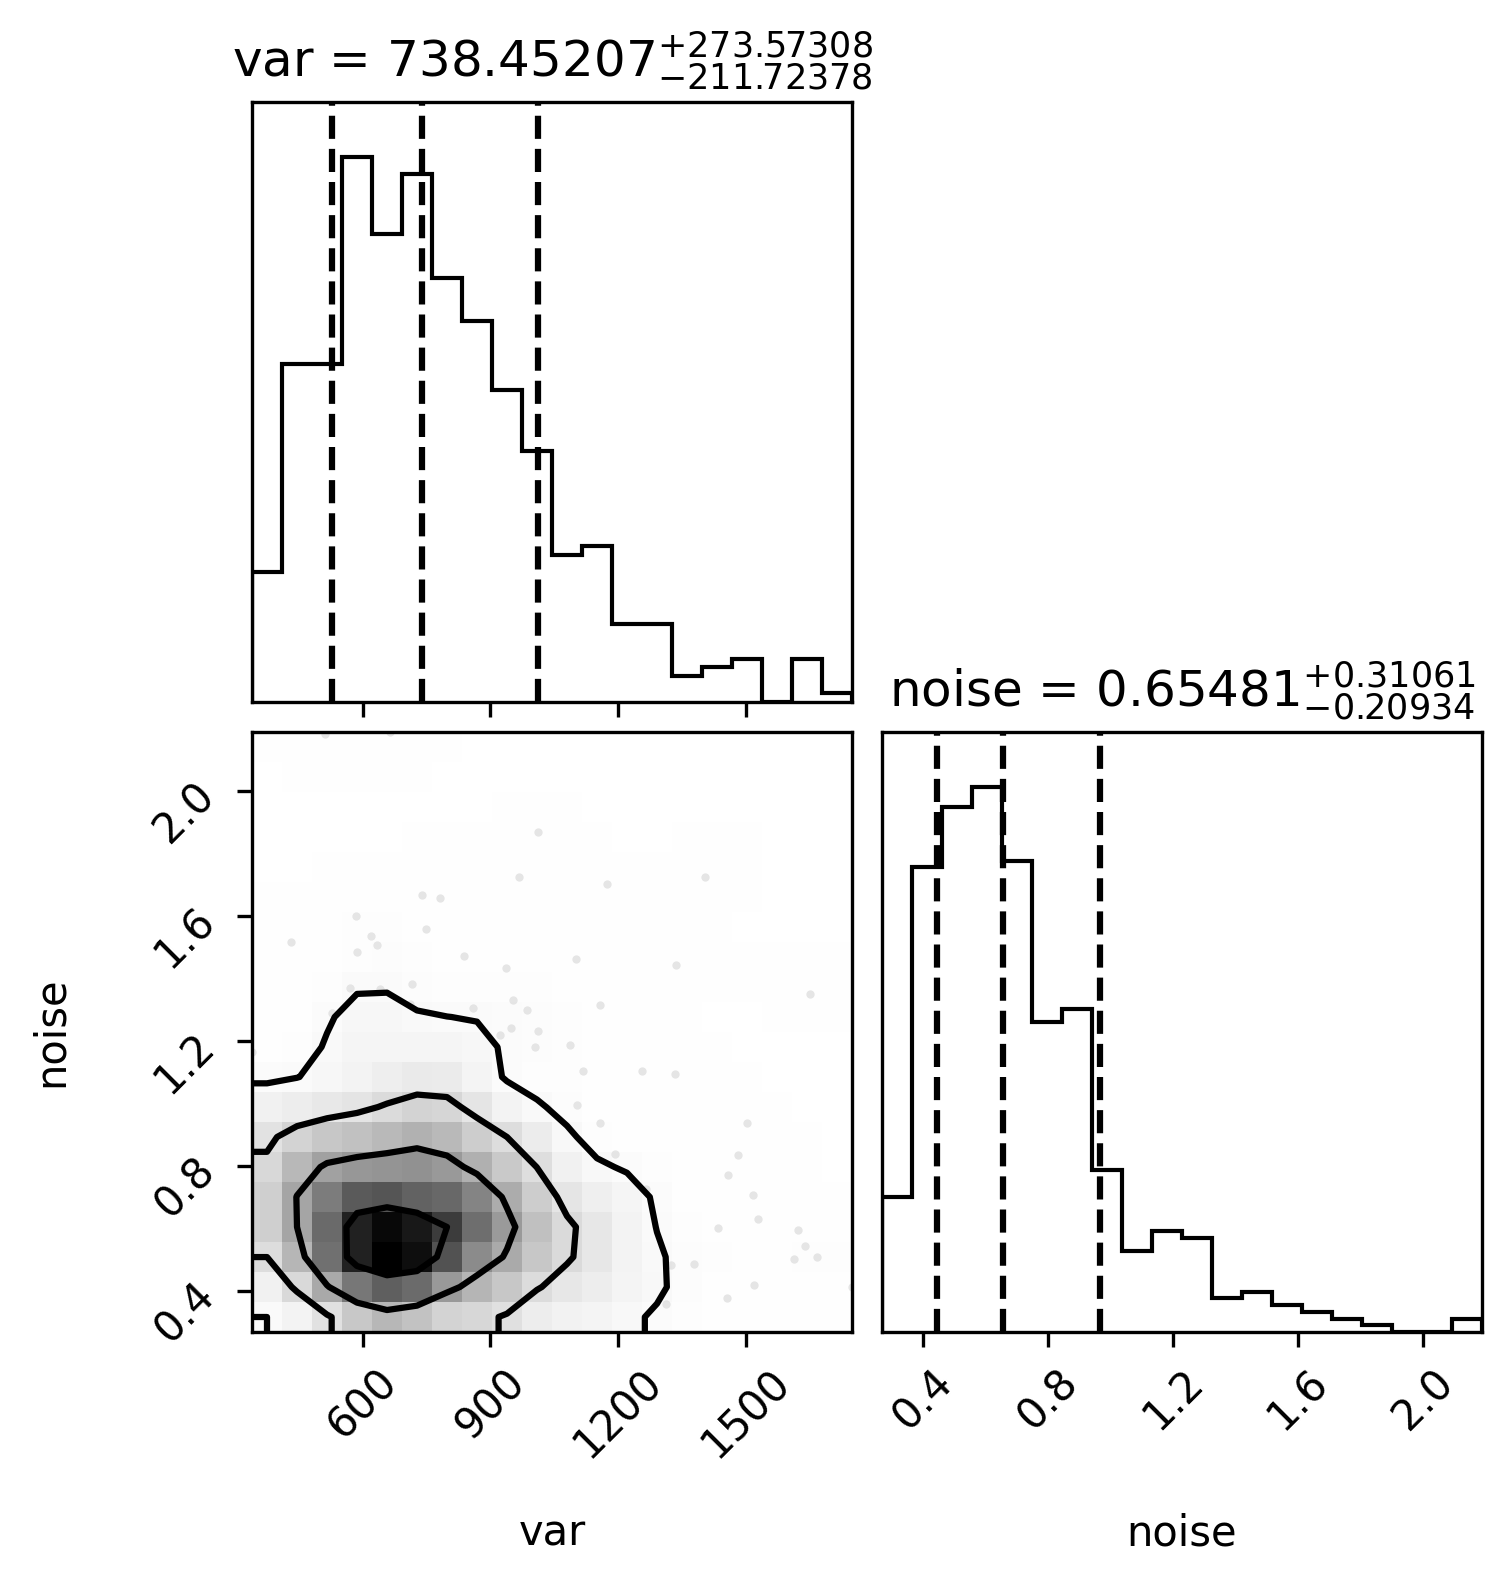 var = 738.45207+273.57308−211.72378
noise = 0.65481+0.31061−0.20934
noise
2.0
1.6
1.2
0.8
0.4
600 900 1200 1500
0.4 0.8 1.2 1.6 2.0
var
noise